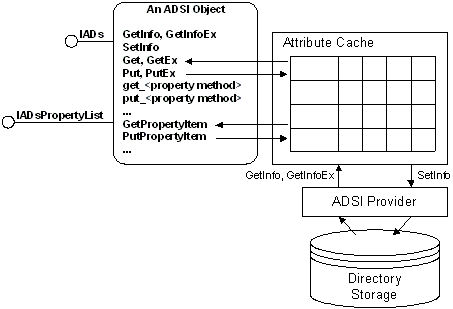 An ADSI Object
IADs
GetInfo, GetInfoEx
SetInfo
Get, GetEx
Put, PutEx
get_<property method>
put_<property method>
...
IADsPropertyList
GetPropertyItem
PutPropertyItem
...
Attribute Cache
GetInfo, GetInfoEx
SetInfo
ADSI Provider
Directory
Storage